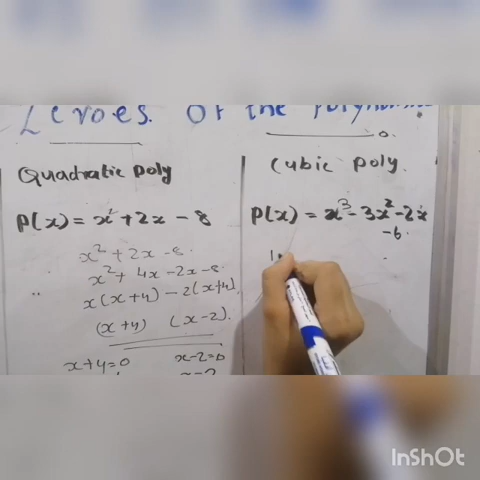 Zeroes Of the Polynomial
Quadratic poly
P(x) = x² + 2x - 8
x² + 2x - 8
x² + 4x - 2x - 8
x(x+4) - 2(x+4)
(x+4) (x-2)
x+4=0 x-2=0
Cubic poly.
P(x) = x³ - 3x² - 2x
-6.
InShOt